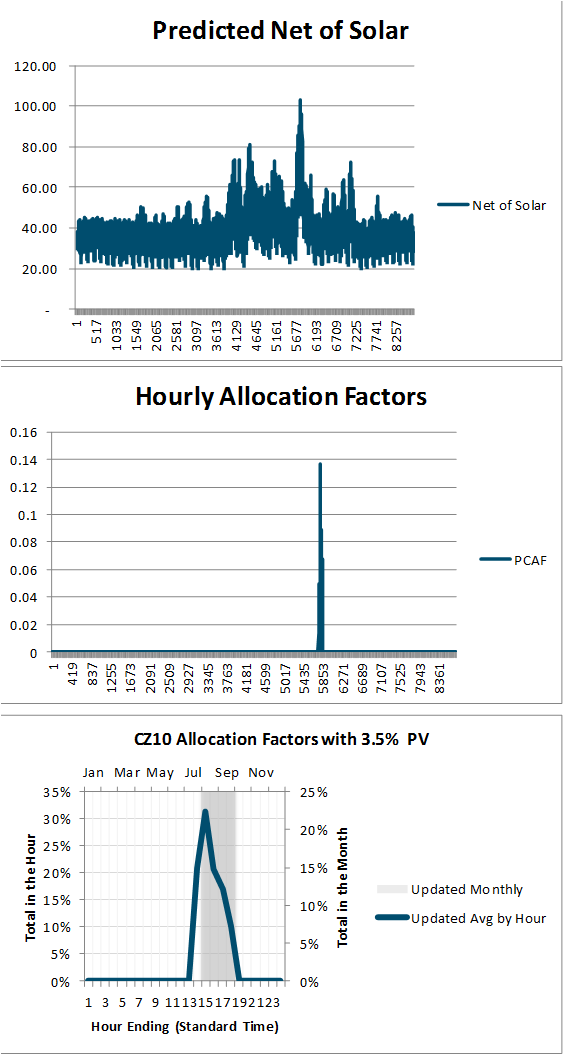 Predicted Net of Solar
120.00
100.00
80.00
60.00
40.00
20.00
-
Net of Solar
1 517 1033 1549 2065 2581 3097 3613 4129 4645 5161 5677 6193 6709 7225 7741 8257
Hourly Allocation Factors
0.16
0.14
0.12
0.1
0.08
0.06
0.04
0.02
0
PCAF
1 419 837 1255 1673 2091 2509 2927 3345 3763 4181 4599 5017 5435 5853 6271 6689 7107 7525 7943 8361
CZ10 Allocation Factors with 3.5% PV
Jan Mar May Jul Sep Nov
35%
30%
25%
20%
15%
10%
5%
0%
Total in the Hour
25%
20%
15%
10%
5%
0%
Total in the Month
Updated Monthly
Updated Avg by Hour
1 3 5 7 9 11 13 15 17 19 21 23
Hour Ending (Standard Time)